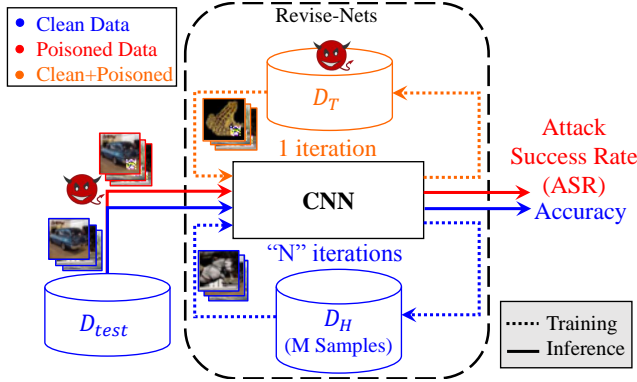 Clean Data
Poisoned Data
Clean+Poisoned
Revise-Nets
D_T
1 iteration
CNN
Attack
Success Rate
(ASR)
Accuracy
"N" iterations
D_test
D_H
(M Samples)
Training
Inference